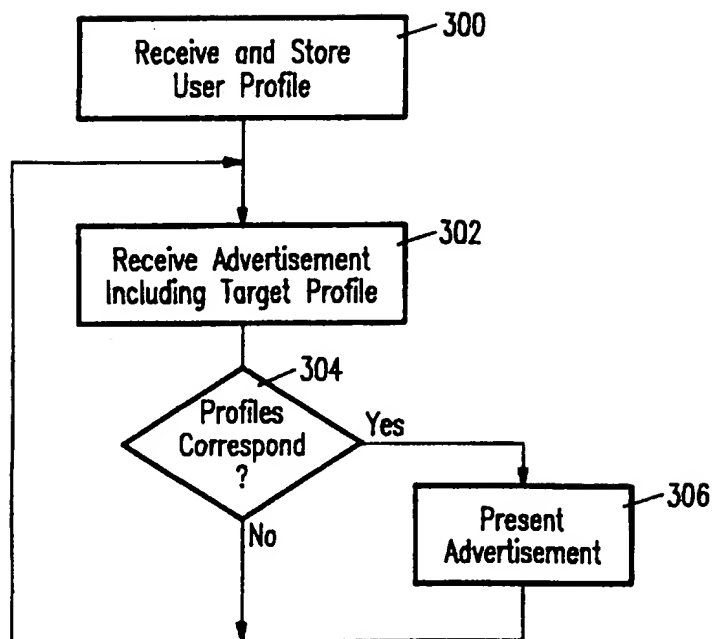 300
Receive and Store
User Profile
302
Receive Advertisement
Including Target Profile
304
Profiles
Correspond
?
Yes
No
306
Present
Advertisement